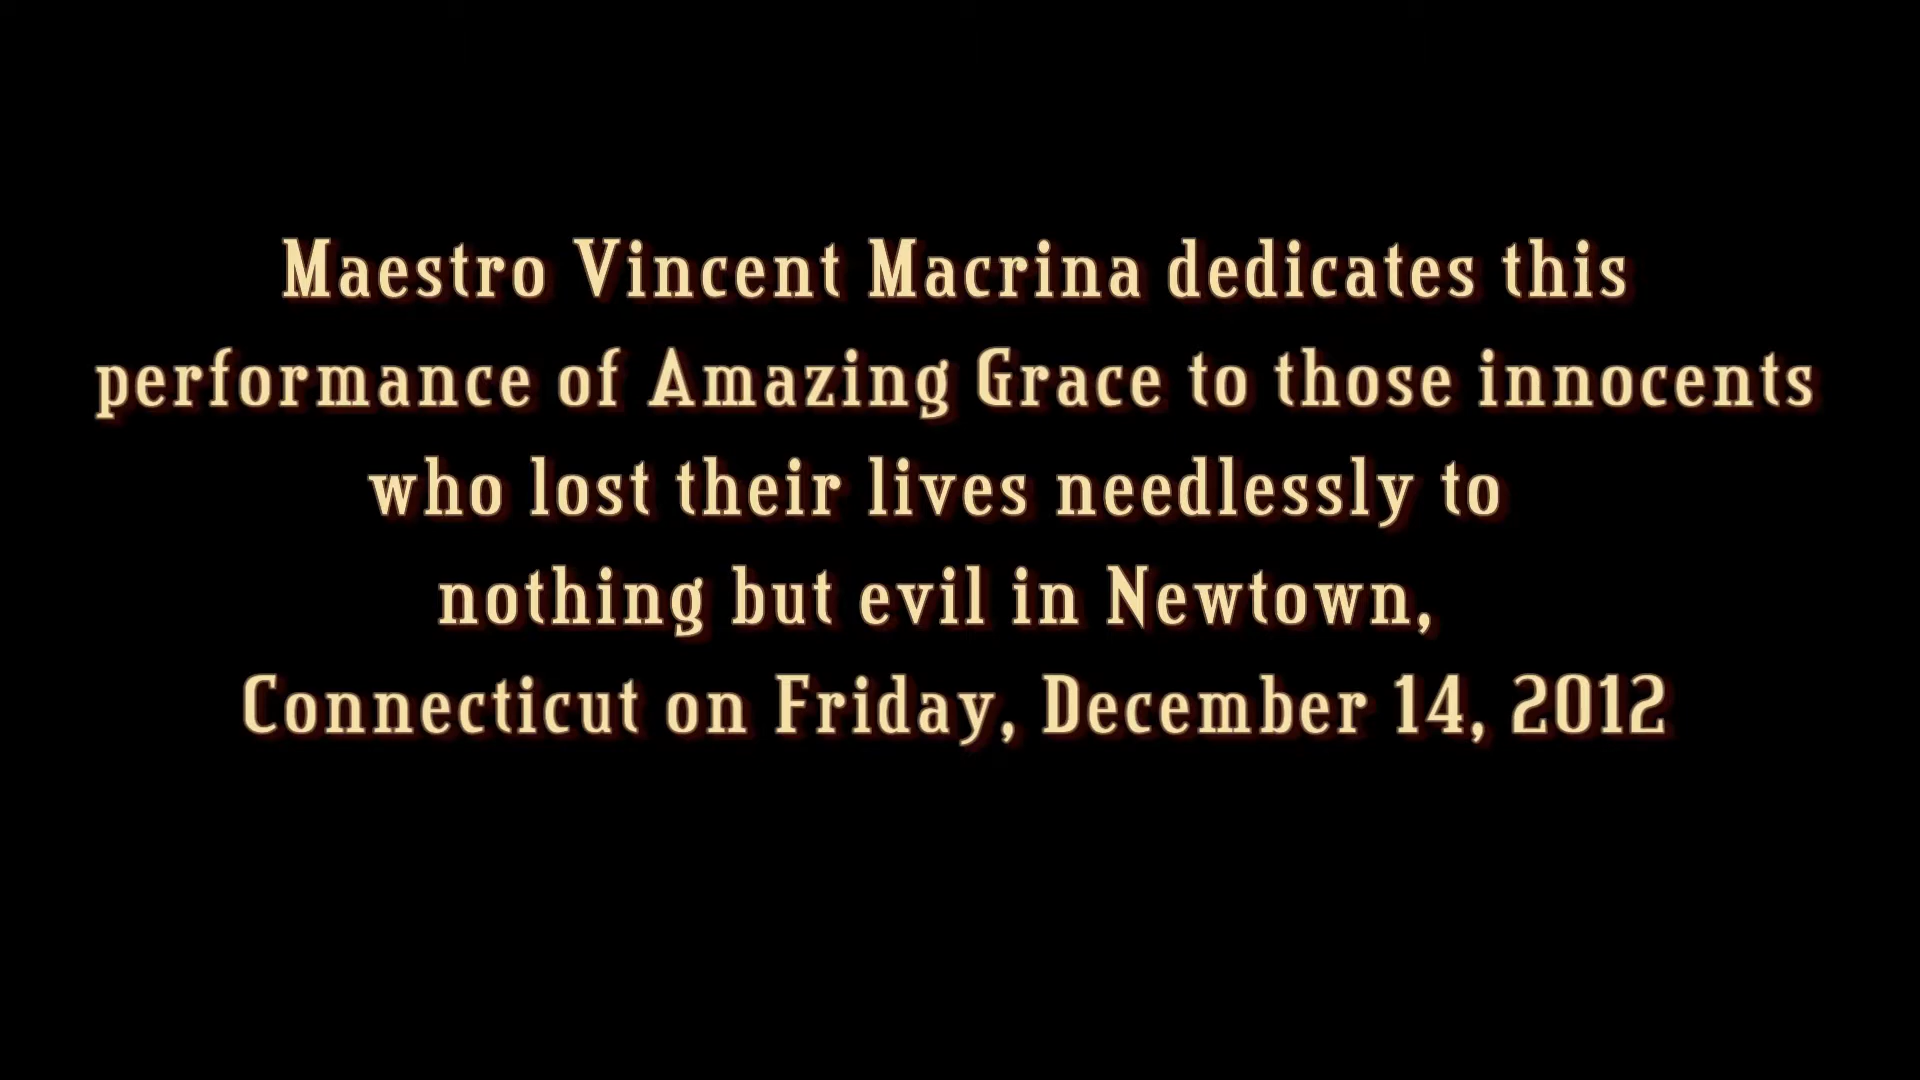 Maestro Vincent Macrina dedicates this
performance of Amazing Grace to those innocents
who lost their lives needlessly to
nothing but evil in Newtown,
Connecticut on Friday, December 14, 2012